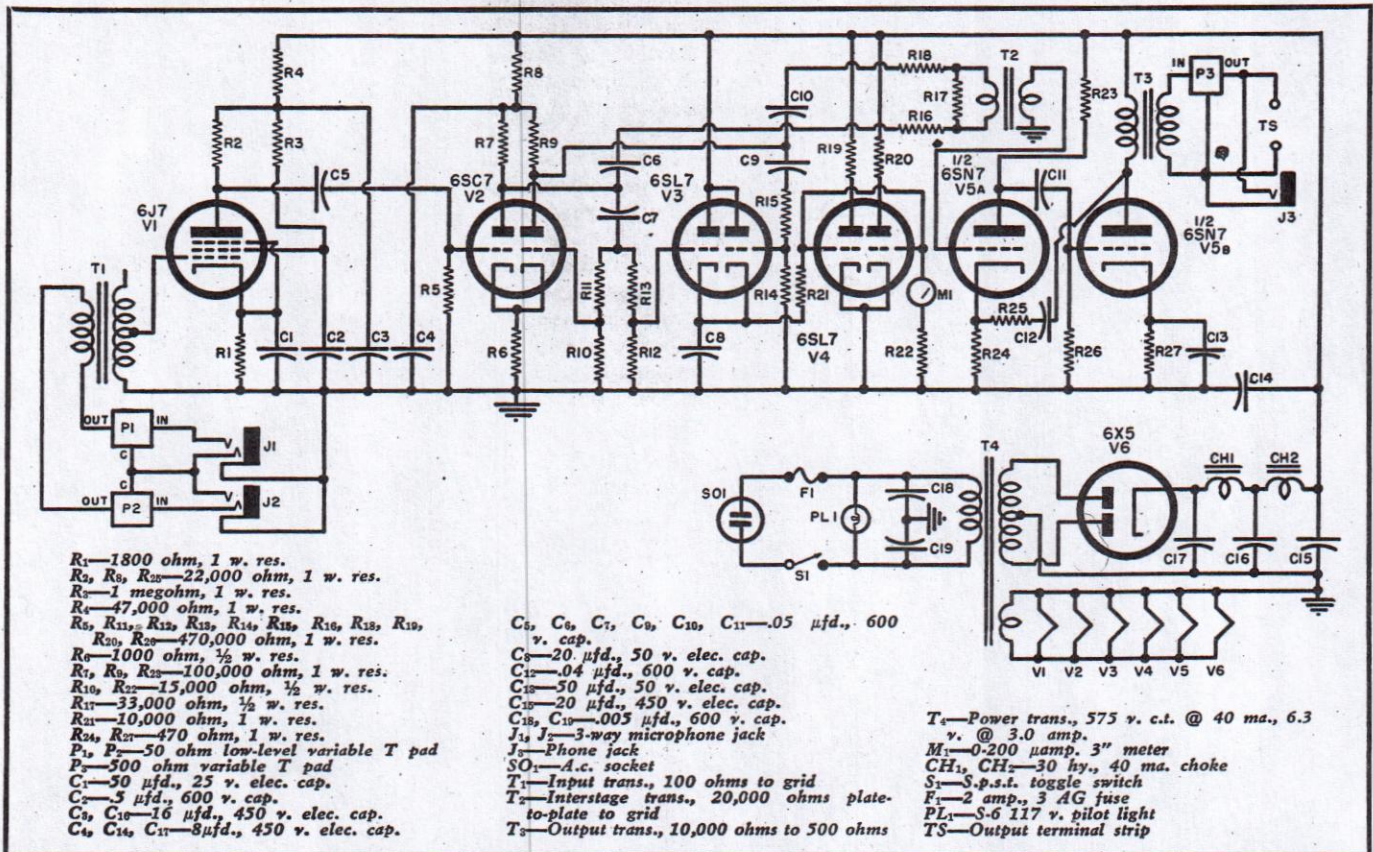 R4
R8
R18
T2
T3
IN
P3
OUT
R17
R23
C10
R16
TS
R2
R3
R7
R9
C6
C9
R19
R20
1/2
6SN7
V5A
C11
C5
6J7
V1
6SC7
V2
6SL7
V3
C7
R15
V
J3
1/2
6SN7
V5B
T1
R5
R11
R13
R14
R21
M1
R25
C12
R1
C1
C2
C3
C4
R6
R10
R12
C8
6SL7
V4
R22
R24
R26
R27
C13
C14
OUT
P1
IN
V
J1
C
C
V
OUT
P2
IN
J2
T4
6X5
V6
CH1
CH2
SO1
F1
C18
PL1
C19
S1
C17
C16
C15
V1 V2 V3 V4 V5 V6
R1—1800 ohm, 1 w. res.
R2, R8, R25—22,000 ohm, 1 w. res.
R3—1 megohm, 1 w. res.
R4—47,000 ohm, 1 w. res.
R5, R11, R12, R13, R14, R15, R16, R18, R19,
R20, R26—470,000 ohm, 1 w. res.
R6—1000 ohm, ½ w. res.
R7, R9, R23—100,000 ohm, 1 w. res.
R10, R22—15,000 ohm, ½ w. res.
R17—33,000 ohm, ½ w. res.
R21—10,000 ohm, 1 w. res.
R24, R27—470 ohm, 1 w. res.
P1, P2—50 ohm low-level variable T pad
P3—500 ohm variable T pad
C1—50 µfd., 25 v. elec. cap.
C2—.5 µfd., 600 v. cap.
C3, C16—16 µfd., 450 v. elec. cap.
C4, C14, C17—8µfd., 450 v. elec. cap.
C5, C6, C7, C9, C10, C11—.05 µfd., 600
v. cap.
C8—20 µfd., 50 v. elec. cap.
C12—.04 µfd., 600 v. cap.
C13—50 µfd., 50 v. elec. cap.
C15—20 µfd., 450 v. elec. cap.
C18, C19—.005 µfd., 600 v. cap.
J1, J2—3-way microphone jack
J3—Phone jack
SO1—A.c. socket
T1—Input trans., 100 ohms to grid
T2—Interstage trans., 20,000 ohms plate-
to-plate to grid
T3—Output trans., 10,000 ohms to 500 ohms
T4—Power trans., 575 v. c.t. @ 40 ma., 6.3
v. @ 3.0 amp.
M1—0-200 µamp. 3" meter
CH1, CH2—30 hy., 40 ma. choke
S1—S.p.s.t. toggle switch
F1—2 amp., 3 AG fuse
PL1—S-6 117 v. pilot light
TS—Output terminal strip